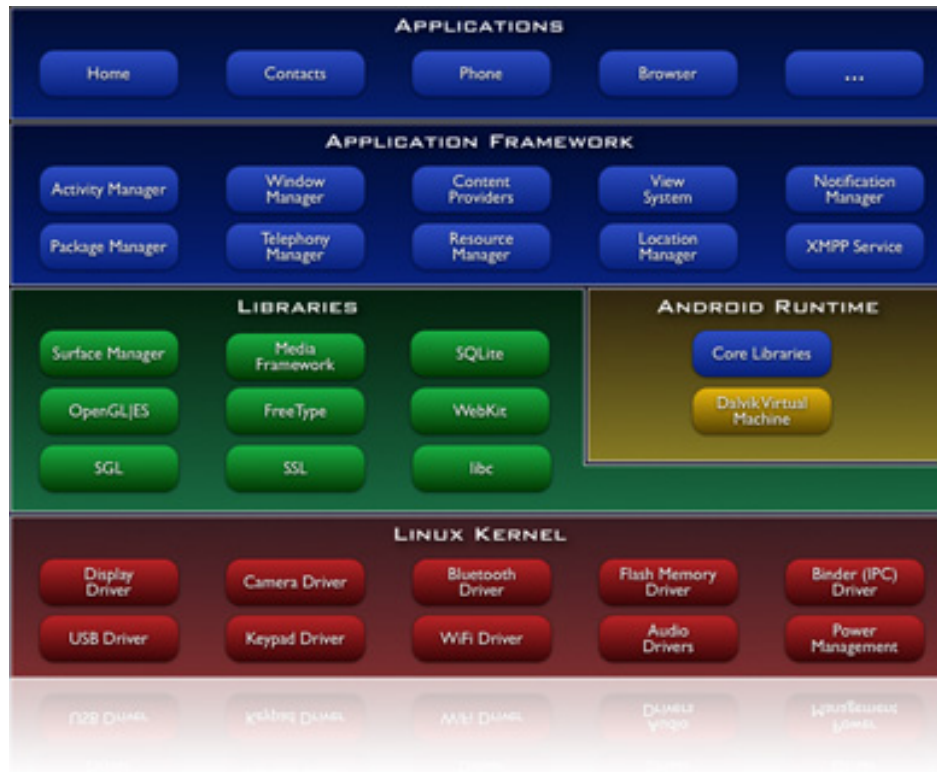 APPLICATIONS
Home
Contacts
Phone
Browser
...
APPLICATION FRAMEWORK
Activity Manager
Window
Manager
Content
Providers
View
System
Notification
Manager
Package Manager
Telephony
Manager
Resource
Manager
Location
Manager
XMPP Service
LIBRARIES
Surface Manager
Media
Framework
SQLite
OpenGL|ES
FreeType
WebKit
SGL
SSL
libc
ANDROID RUNTIME
Core Libraries
Dalvik Virtual
Machine
LINUX KERNEL
Display
Driver
Camera Driver
Bluetooth
Driver
Flash Memory
Driver
Binder (IPC)
Driver
USB Driver
Keypad Driver
WiFi Driver
Audio
Drivers
Power
Management